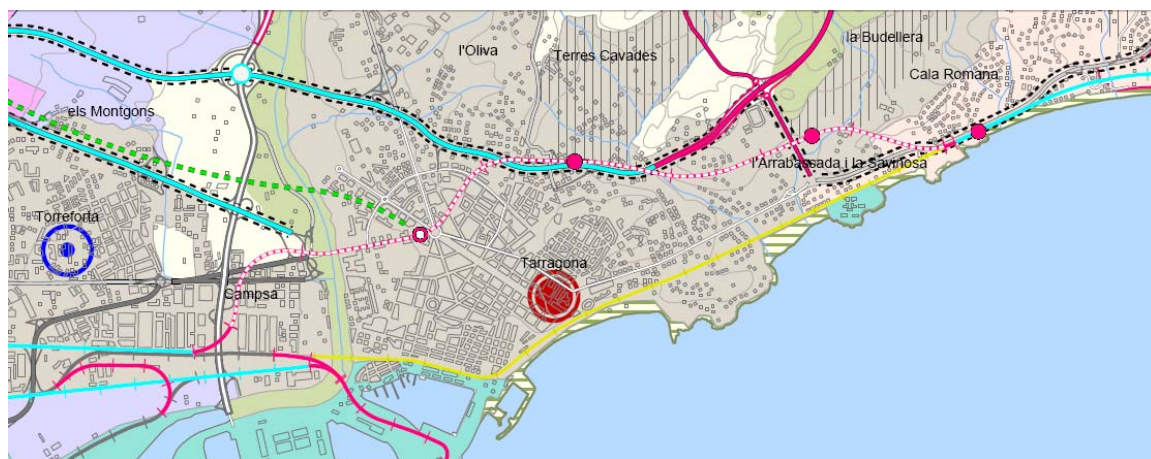 l'Oliva
Terres Cavades
la Budellera
Cala Romana
els Montgons
l'Arrabassada i la Savinosa
Torreforta
Tarragona
Campsa